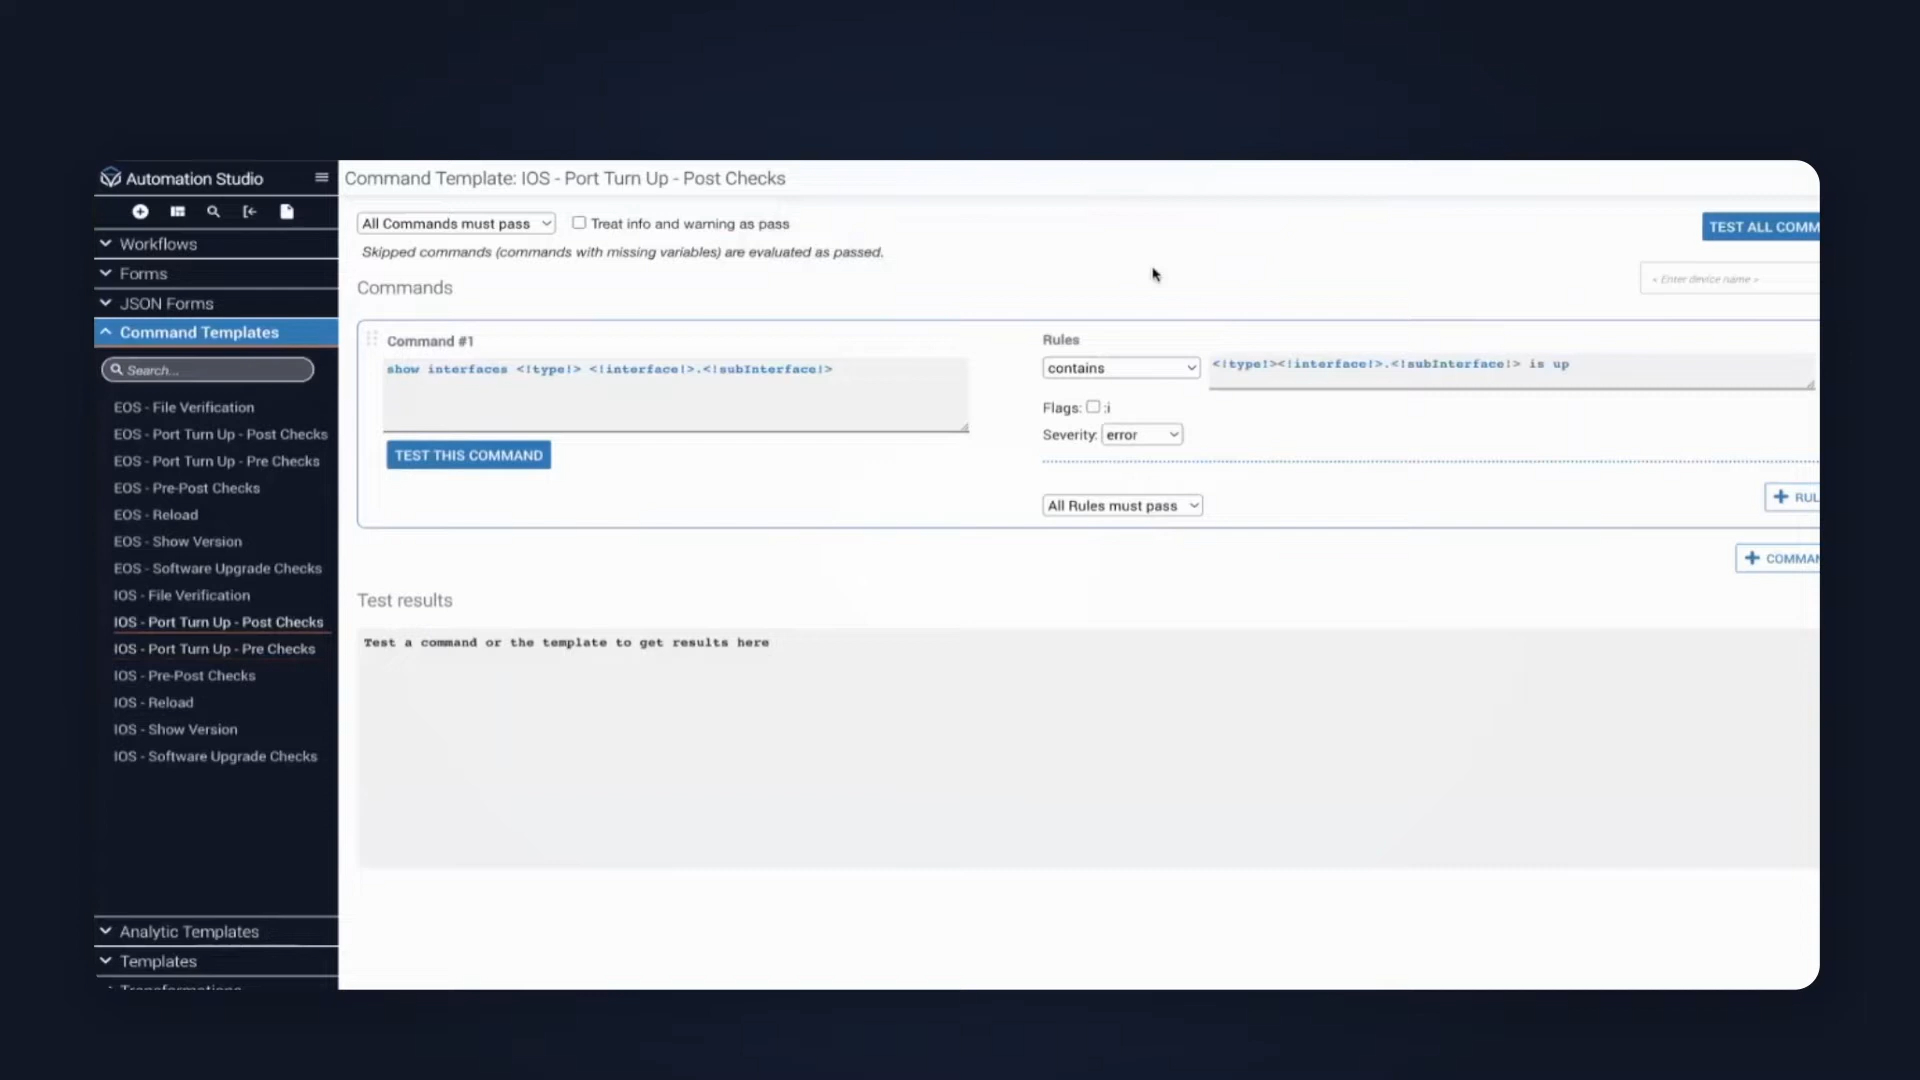 Automation Studio
Workflows
Forms
JSON Forms
Command Templates
Search...
EOS - File Verification
EOS - Port Turn Up - Post Checks
EOS - Port Turn Up - Pre Checks
EOS - Pre-Post Checks
EOS - Reload
EOS - Show Version
EOS - Software Upgrade Checks
IOS - File Verification
IOS - Port Turn Up - Post Checks
IOS - Port Turn Up - Pre Checks
IOS - Pre-Post Checks
IOS - Reload
IOS - Show Version
IOS - Software Upgrade Checks
Analytic Templates
Templates
Command Template: IOS - Port Turn Up - Post Checks
All Commands must pass
Treat info and warning as pass
TEST ALL COMM
Skipped commands (commands with missing variables) are evaluated as passed.
< Enter device name >
Commands
Command #1
show interfaces <!type!> <!interface!>.<!subInterface!>
TEST THIS COMMAND
Rules
contains
<!type!><!interface!>.<!subInterface!> is up
Flags: :i
Severity: error
+ RUL
All Rules must pass
+ COMMAN
Test results
Test a command or the template to get results here